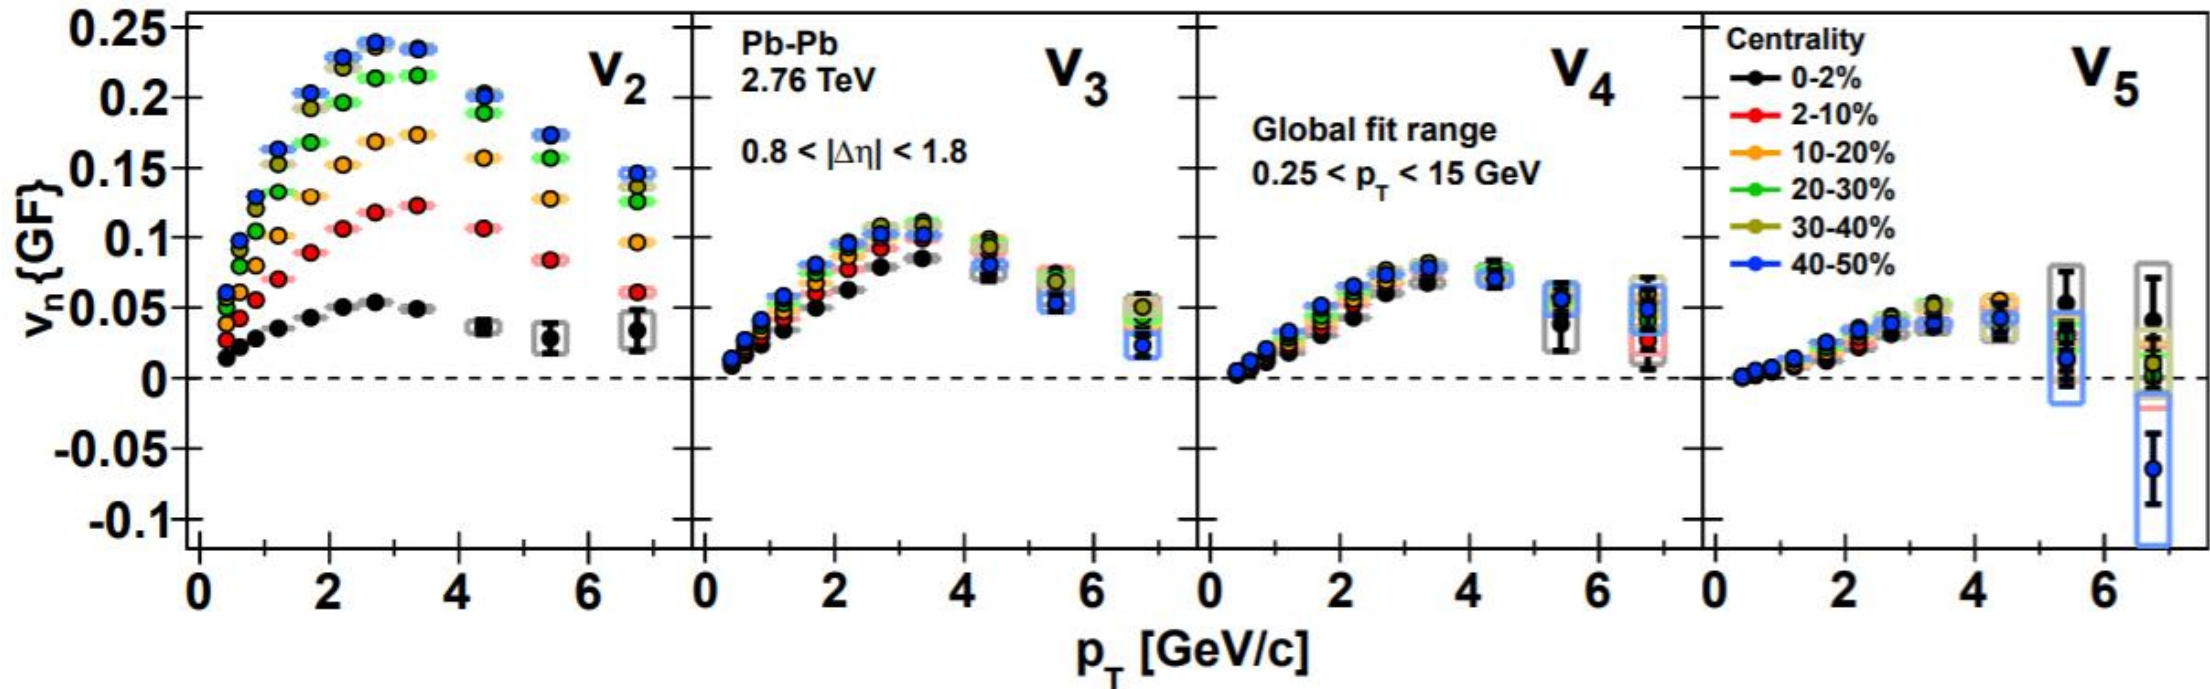 v_n{GF}
0.25
0.2
0.15
0.1
0.05
0
-0.05
-0.1
v_2
Pb-Pb
2.76 TeV
0.8 < |Δη| < 1.8
v_3
Global fit range
0.25 < p_T < 15 GeV
v_4
Centrality
0-2%
2-10%
10-20%
20-30%
30-40%
40-50%
v_5
0 2 4 6 0 2 4 6 0 2 4 6 0 2 4 6
p_T [GeV/c]